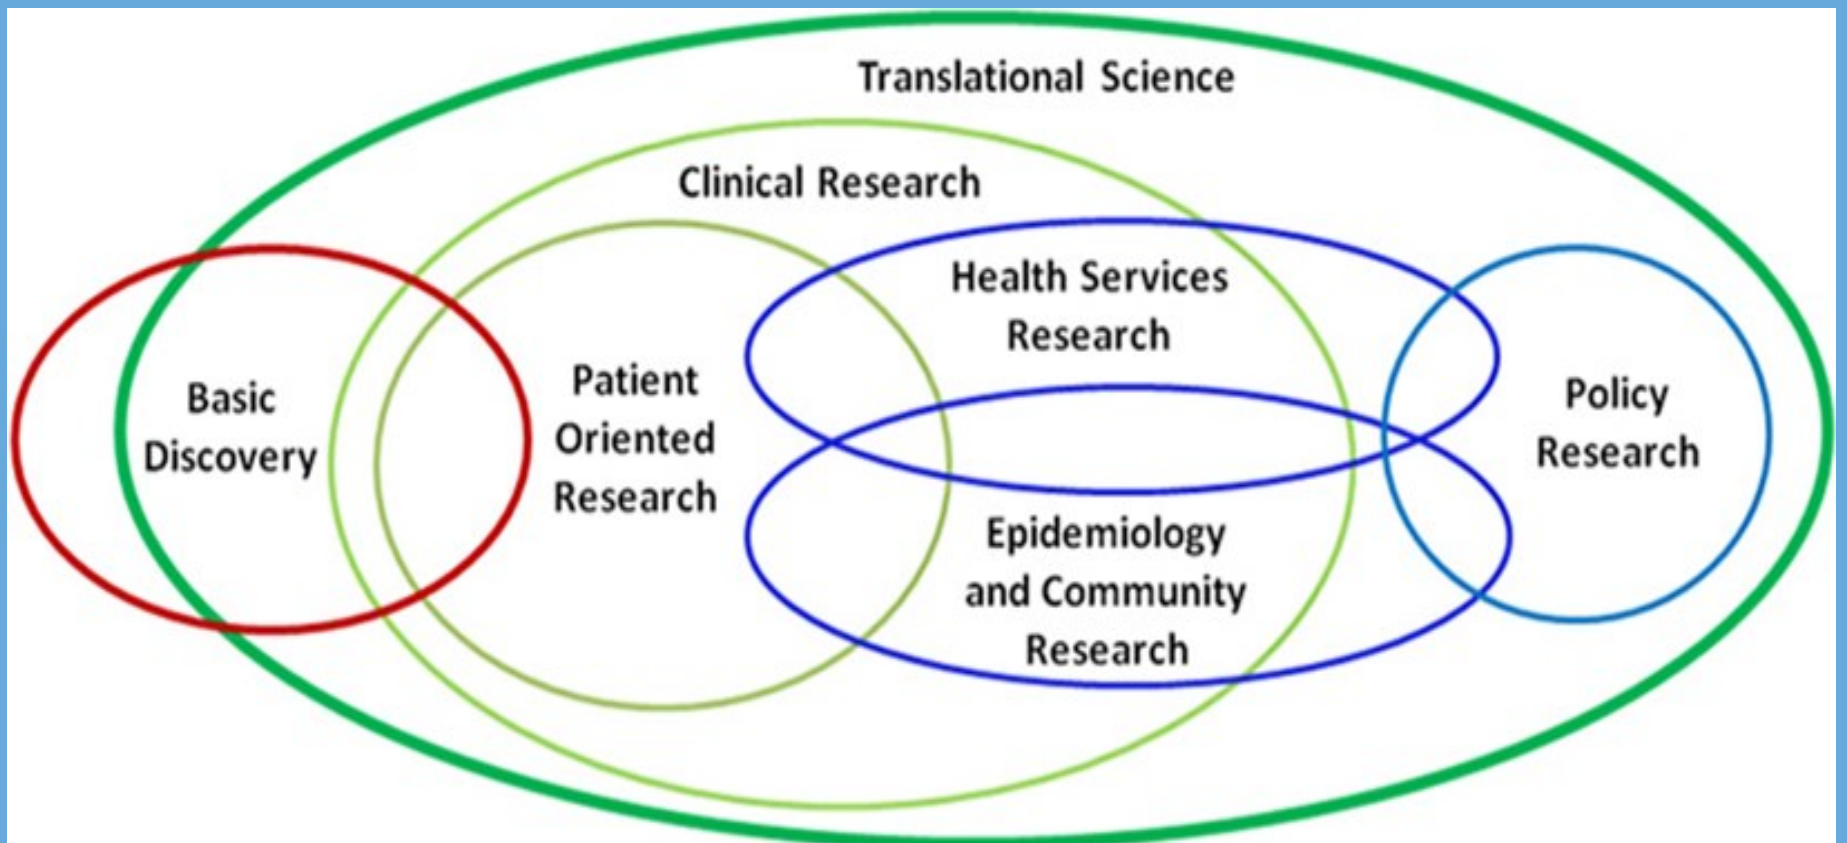 Translational Science
Clinical Research
Health Services
Research
Basic
Discovery
Patient
Oriented
Research
Policy
Research
Epidemiology
and Community
Research